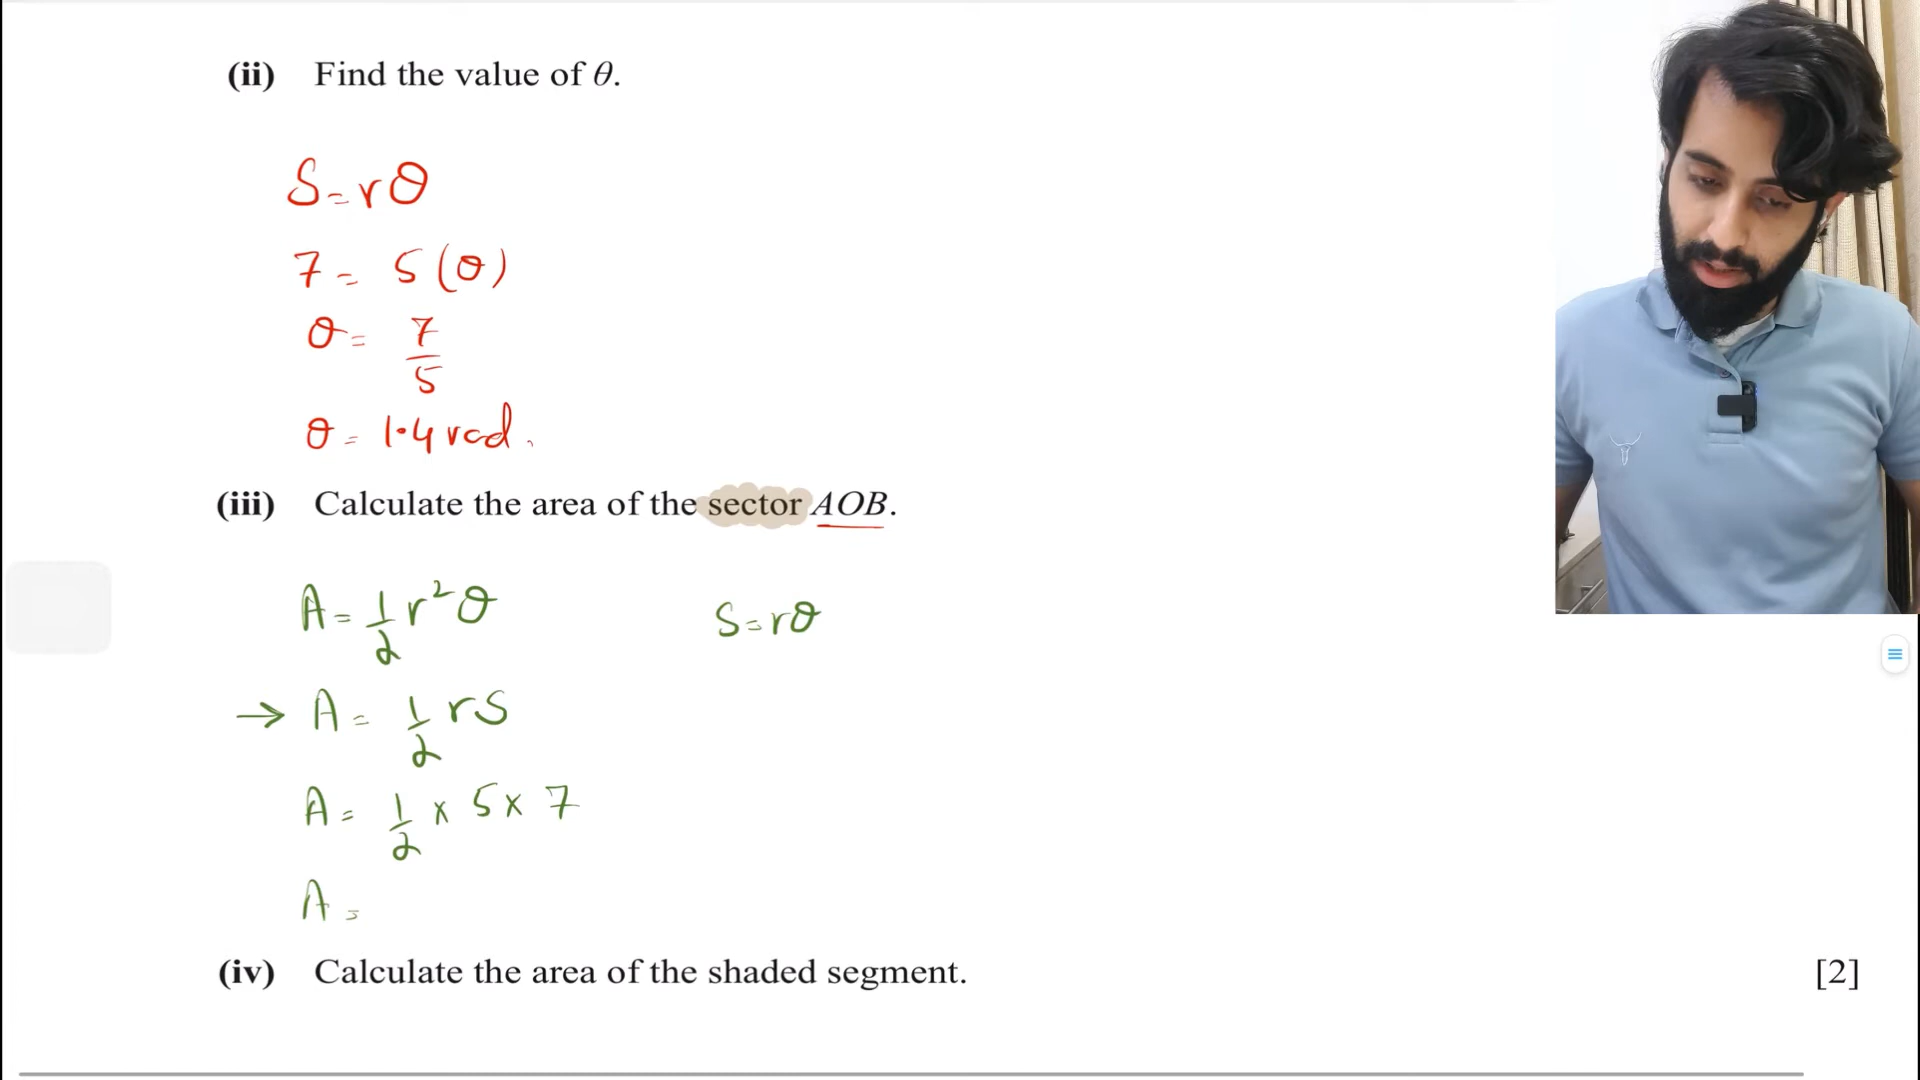 (ii) Find the value of θ.
S = rθ
7 = 5(θ)
θ = 7/5
θ = 1.4 rad.
(iii) Calculate the area of the sector AOB.
A = 1/2 r²θ S = rθ
→ A = 1/2 rS
A = 1/2 × 5 × 7
A =
(iv) Calculate the area of the shaded segment. [2]